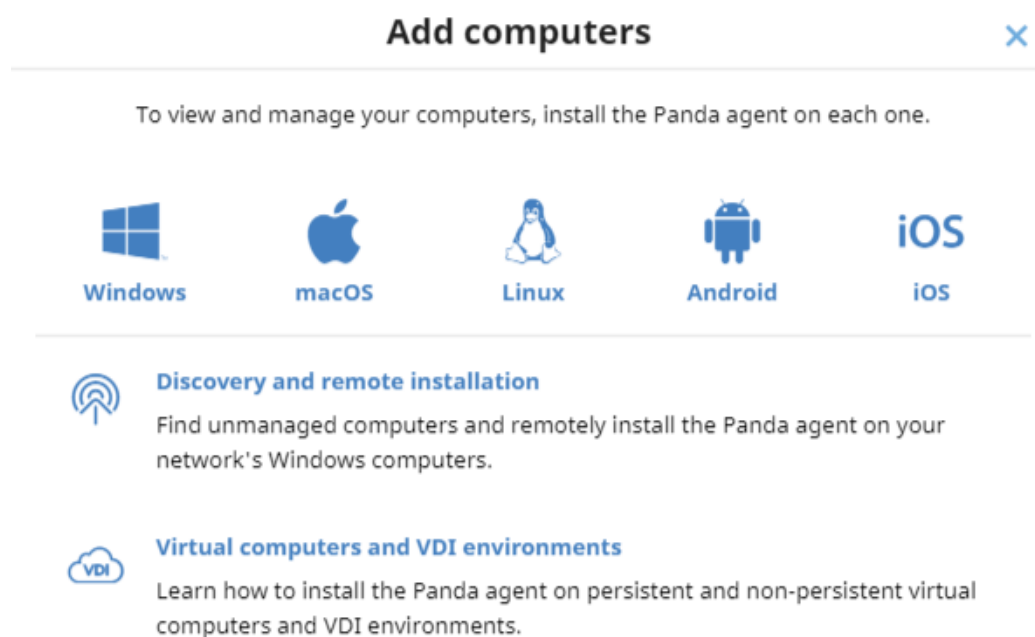 Add computers
To view and manage your computers, install the Panda agent on each one.
iOS
Windows
macOS
Linux
Android
iOS
Discovery and remote installation
Find unmanaged computers and remotely install the Panda agent on your
network's Windows computers.
VDI
Virtual computers and VDI environments
Learn how to install the Panda agent on persistent and non-persistent virtual
computers and VDI environments.